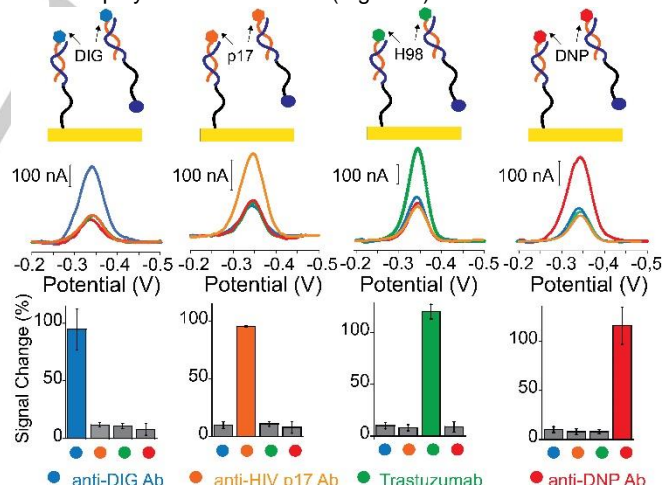 DIG p17 H98 DNP
100 nA 100 nA 100 nA 100 nA
-0.2 -0.3 -0.4 -0.5 -0.2 -0.3 -0.4 -0.5 -0.2 -0.3 -0.4 -0.5 -0.2 -0.3 -0,4 -0.5
Potential (V) Potential (V) Potential (V) Potential (V)
Signal Change (%)
100 100 100 100
50 50 50 50
0 0 0 0
anti-DIG Ab anti-HIV p17 Ab Trastuzumab anti-DNP Ab